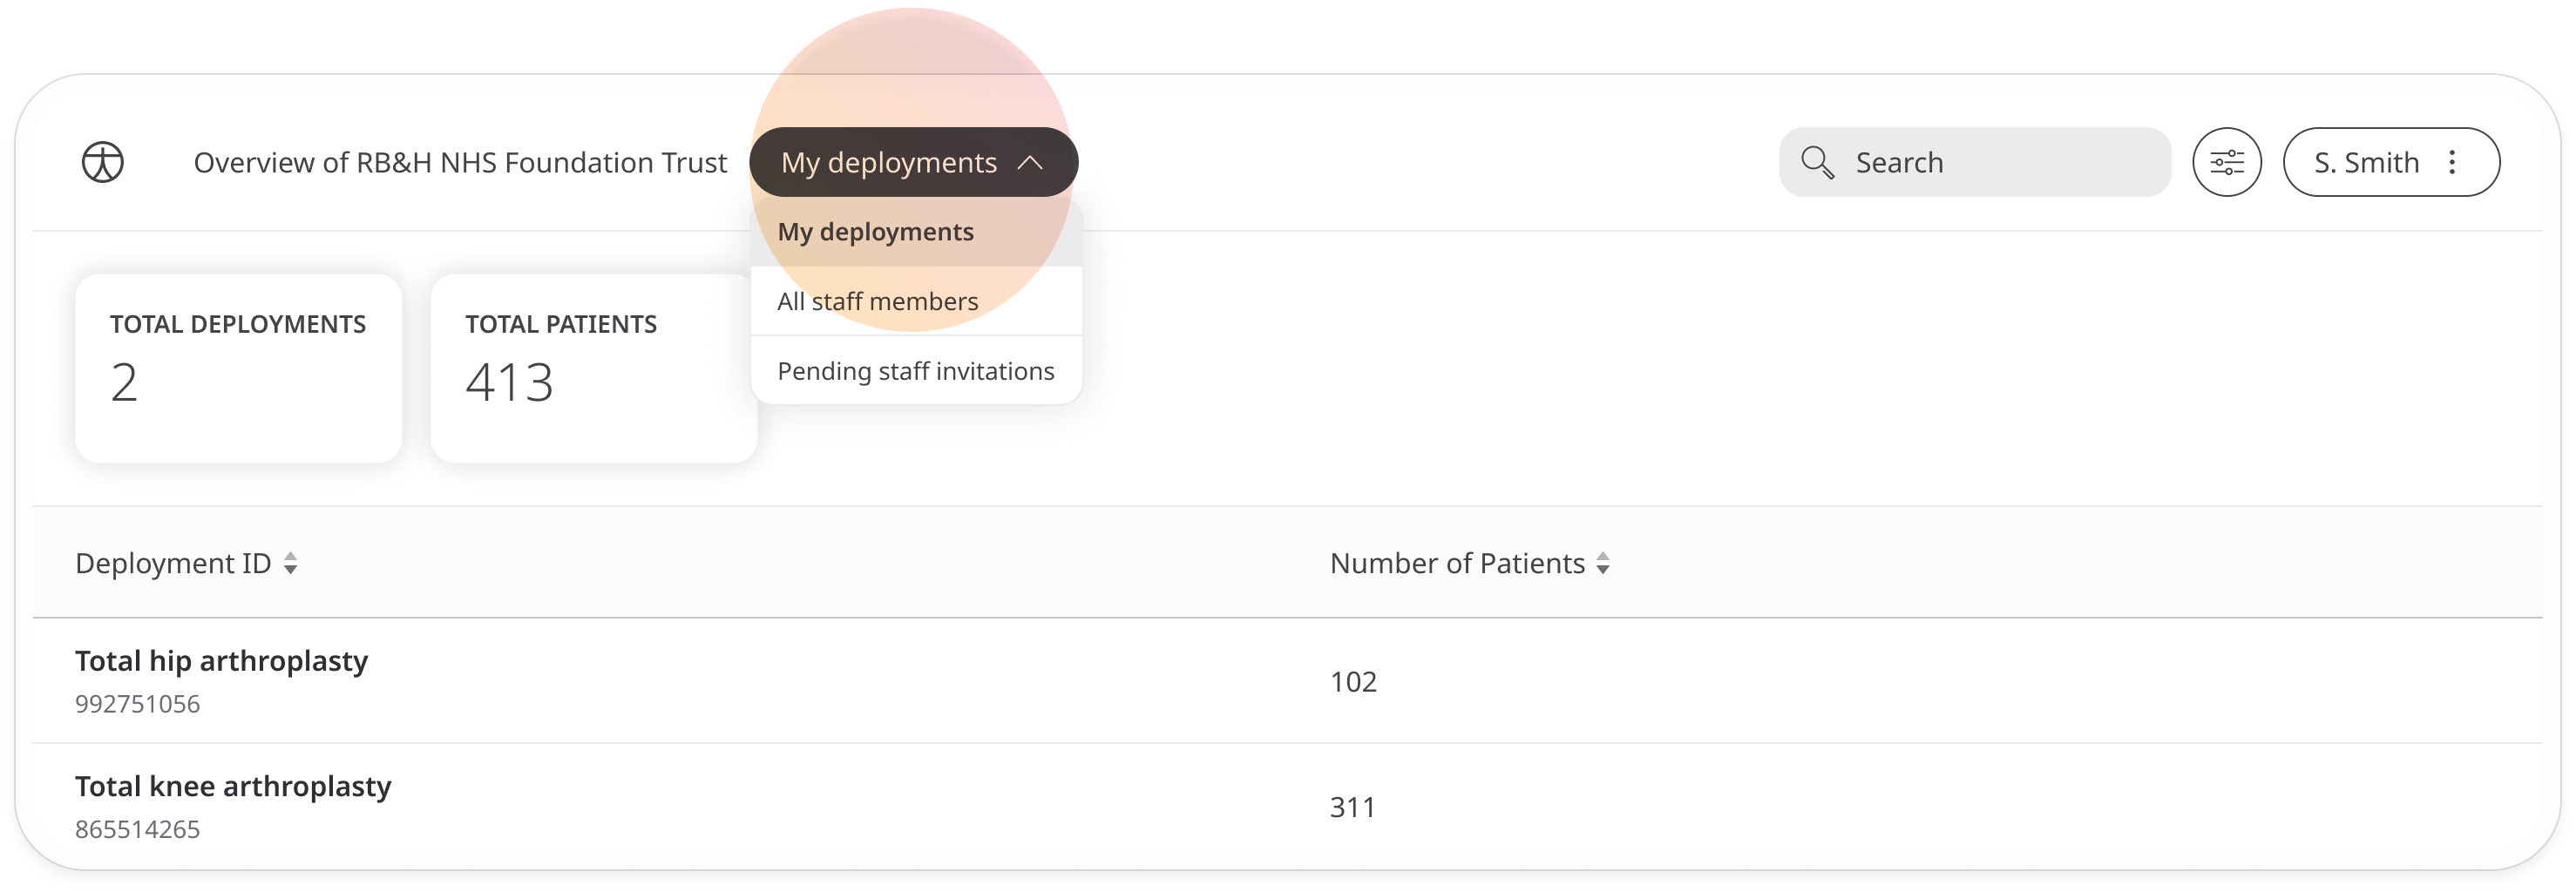 Overview of RB&H NHS Foundation Trust
My deployments
Search
S. Smith
My deployments
All staff members
Pending staff invitations
TOTAL DEPLOYMENTS
2
TOTAL PATIENTS
413
Deployment ID
Number of Patients
Total hip arthroplasty
992751056
102
Total knee arthroplasty
865514265
311